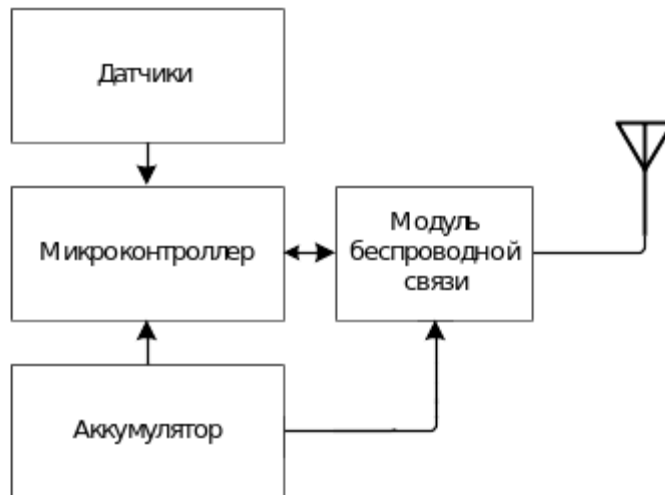 Датчики
Микроконтроллер
Модуль
беспроводной
связи
Аккумулятор